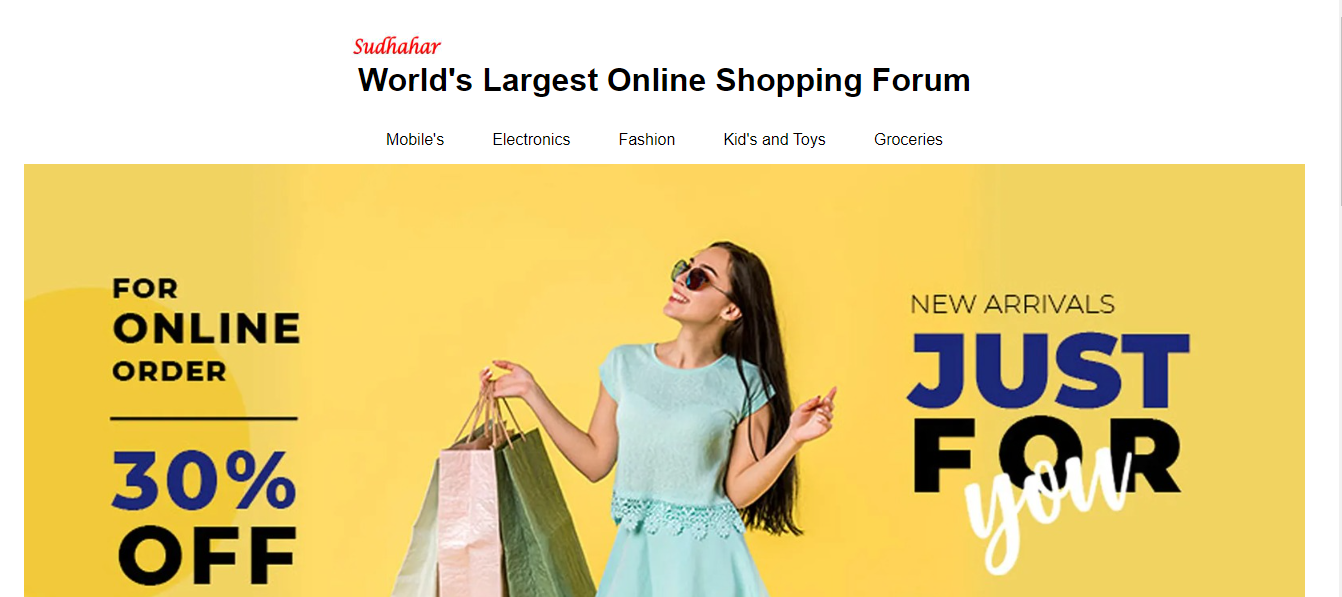 Sudhahar
World's Largest Online Shopping Forum
Mobile's Electronics Fashion Kid's and Toys Groceries
FOR
ONLINE
ORDER
30%
OFF
NEW ARRIVALS
JUST
FOR
you